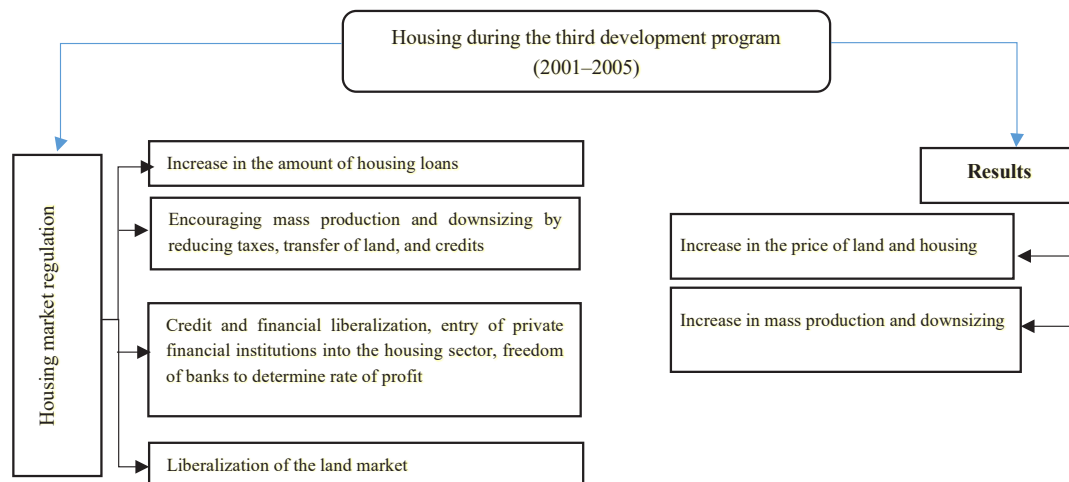 Housing during the third development program
(2001–2005)
Housing market regulation
Increase in the amount of housing loans
Encouraging mass production and downsizing by
reducing taxes, transfer of land, and credits
Credit and financial liberalization, entry of private
financial institutions into the housing sector, freedom
of banks to determine rate of profit
Liberalization of the land market
Results
Increase in the price of land and housing
Increase in mass production and downsizing